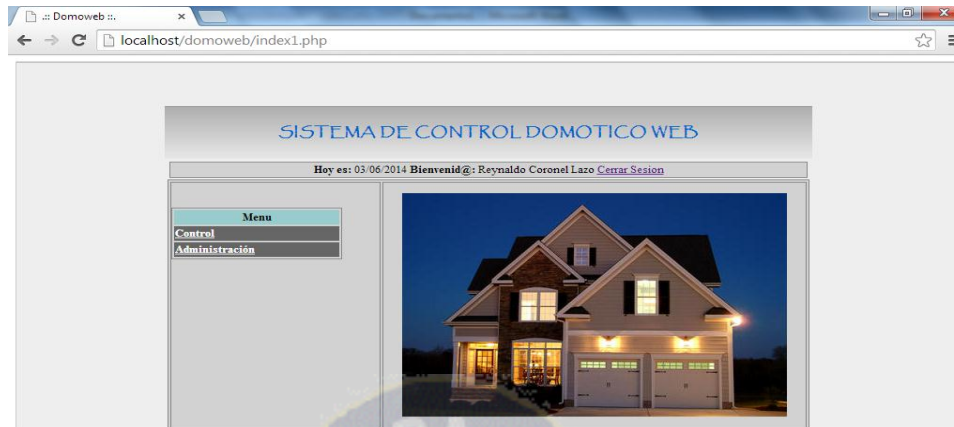 .:: Domoweb ::.
localhost/domoweb/index1.php
SISTEMA DE CONTROL DOMOTICO WEB
Hoy es: 03/06/2014 Bienvenid@: Reynaldo Coronel Lazo Cerrar Sesion
Menu
Control
Administración